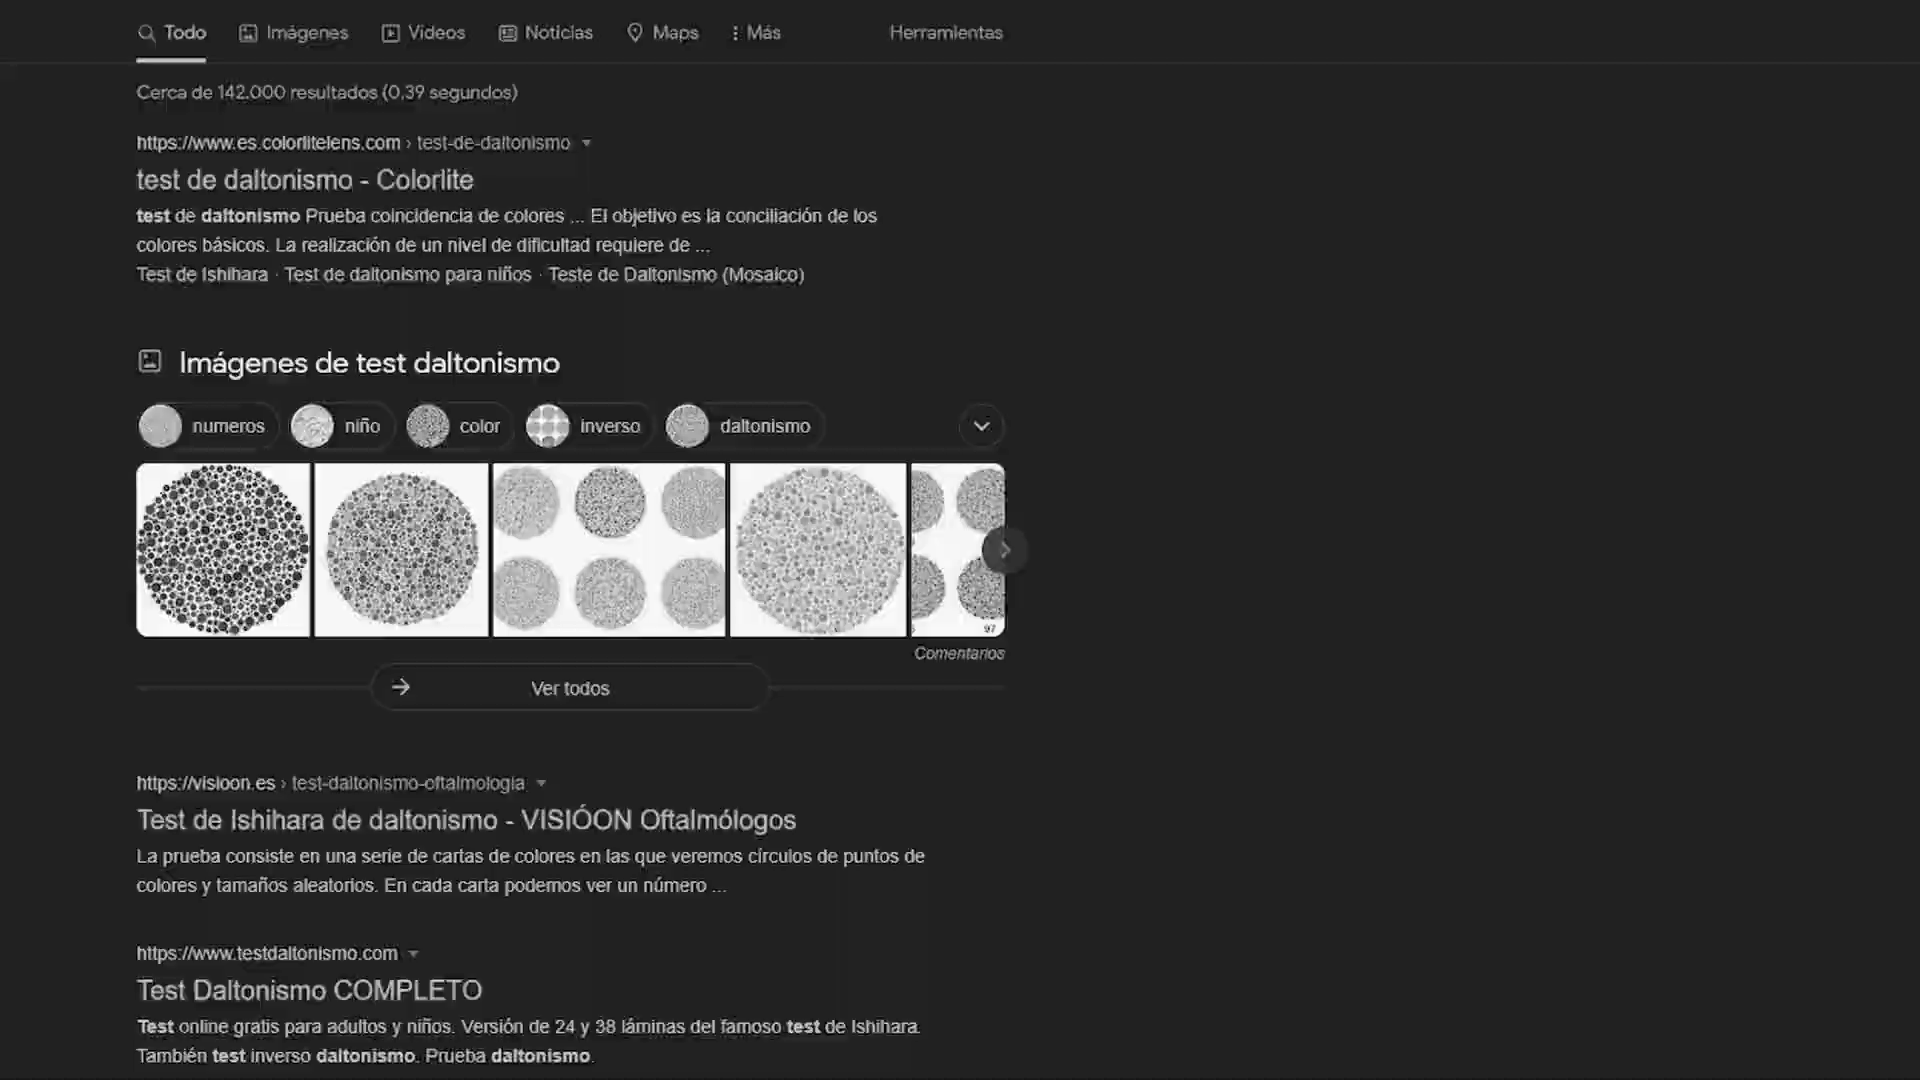 Todo Imágenes Videos Noticias Maps Más Herramientas
Cerca de 142.000 resultados (0,39 segundos)
https://www.es.colorlitelens.com › test-de-daltonismo
test de daltonismo - Colorlite
test de daltonismo Prueba coincidencia de colores ... El objetivo es la conciliación de los
colores básicos. La realización de un nivel de dificultad requiere de ...
Test de Ishihara · Test de daltonismo para niños · Teste de Daltonismo (Mosaico)
Imágenes de test daltonismo
numeros niño color inverso daltonismo
97
Comentarios
Ver todos
https://visioon.es › test-daltonismo-oftalmologia
Test de Ishihara de daltonismo - VISIÓON Oftalmólogos
La prueba consiste en una serie de cartas de colores en las que veremos círculos de puntos de
colores y tamaños aleatorios. En cada carta podemos ver un número ...
https://www.testdaltonismo.com
Test Daltonismo COMPLETO
Test online gratis para adultos y niños. Versión de 24 y 38 láminas del famoso test de Ishihara.
También test inverso daltonismo. Prueba daltonismo.